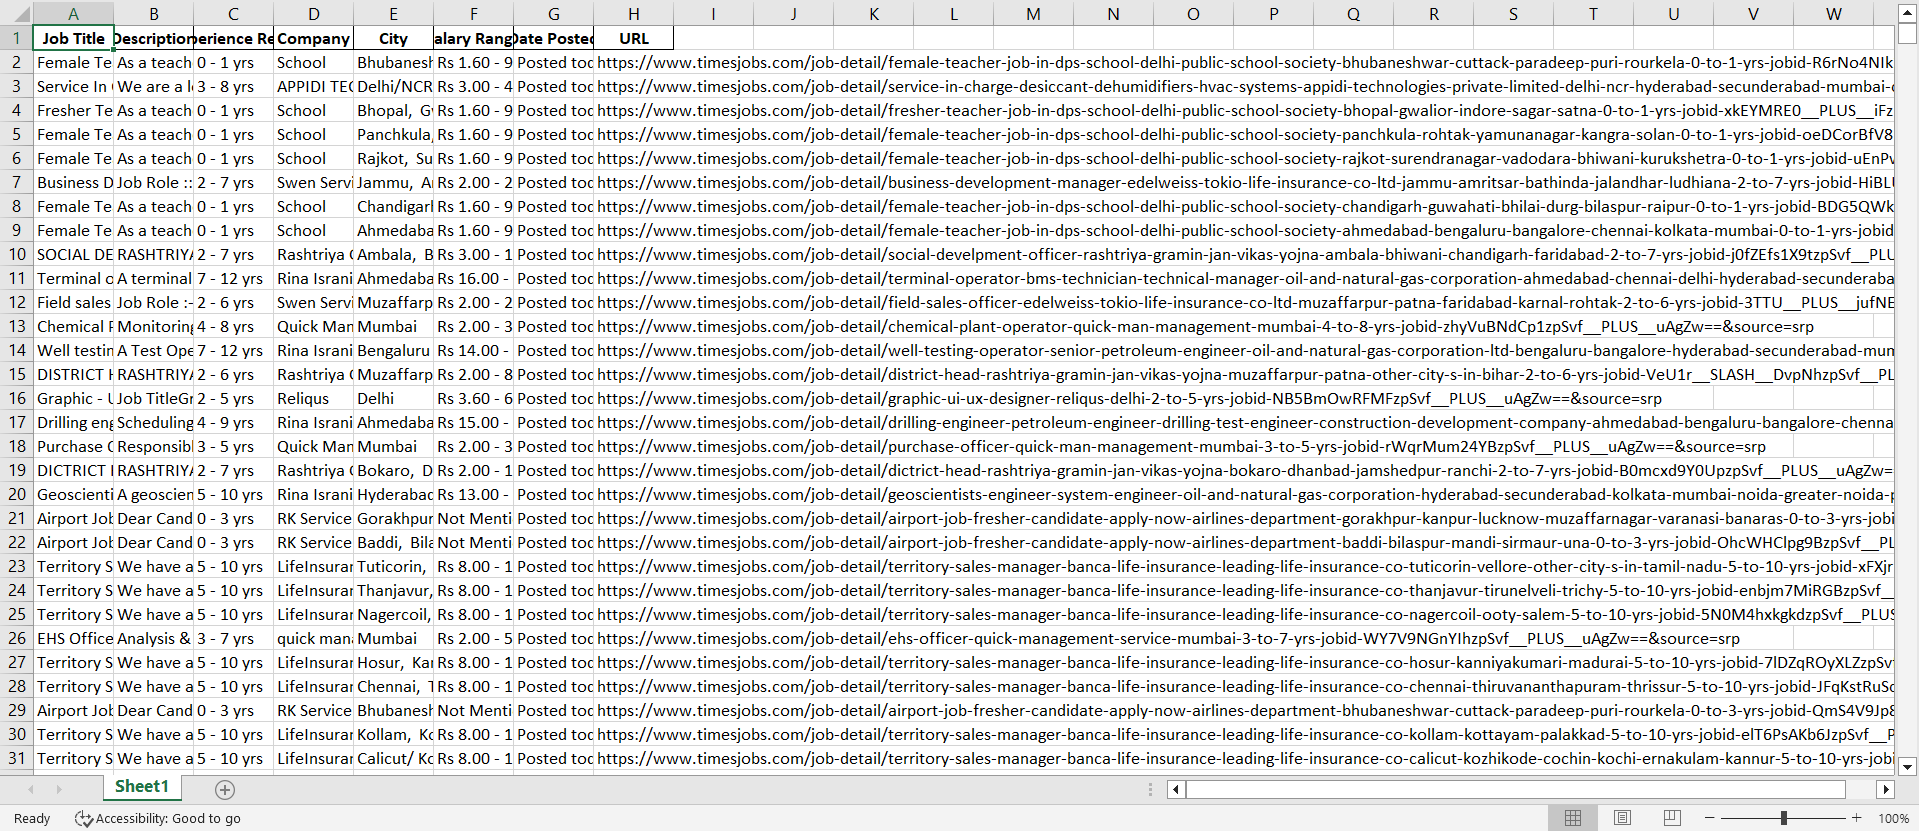 A B C D E F G H I J K L M N O P Q R S T U V W
1 Job Title Description perience Re Company City alary Rang Date Posted URL
2 Female Te As a teach 0 - 1 yrs School Bhubanesh Rs 1.60 - 9 Posted tod https://www.timesjobs.com/job-detail/female-teacher-job-in-dps-school-delhi-public-school-society-bhubaneshwar-cuttack-paradeep-puri-rourkela-0-to-1-yrs-jobid-R6rNo4NIk
3 Service In We are a l 3 - 8 yrs APPIDI TEC Delhi/NCR Rs 3.00 - 4 Posted tod https://www.timesjobs.com/job-detail/service-in-charge-desiccant-dehumidifiers-hvac-systems-appidi-technologies-private-limited-delhi-ncr-hyderabad-secunderabad-mumbai-
4 Fresher Te As a teach 0 - 1 yrs School Bhopal, Gw Rs 1.60 - 9 Posted tod https://www.timesjobs.com/job-detail/fresher-teacher-job-in-dps-school-delhi-public-school-society-bhopal-gwalior-indore-sagar-satna-0-to-1-yrs-jobid-xkEYMRE0__PLUS__iFz
5 Female Te As a teach 0 - 1 yrs School Panchkula, Rs 1.60 - 9 Posted tod https://www.timesjobs.com/job-detail/female-teacher-job-in-dps-school-delhi-public-school-society-panchkula-rohtak-yamunanagar-kangra-solan-0-to-1-yrs-jobid-oeDCorBfV8
6 Female Te As a teach 0 - 1 yrs School Rajkot, Su Rs 1.60 - 9 Posted tod https://www.timesjobs.com/job-detail/female-teacher-job-in-dps-school-delhi-public-school-society-rajkot-surendranagar-vadodara-bhiwani-kurukshetra-0-to-1-yrs-jobid-uEnPv
7 Business D Job Role :: 2 - 7 yrs Swen Servi Jammu, A Rs 2.00 - 2 Posted tod https://www.timesjobs.com/job-detail/business-development-manager-edelweiss-tokio-life-insurance-co-ltd-jammu-amritsar-bathinda-jalandhar-ludhiana-2-to-7-yrs-jobid-HiBL
8 Female Te As a teach 0 - 1 yrs School Chandigarh Rs 1.60 - 9 Posted tod https://www.timesjobs.com/job-detail/female-teacher-job-in-dps-school-delhi-public-school-society-chandigarh-guwahati-bhilai-durg-bilaspur-raipur-0-to-1-yrs-jobid-BDG5QWk
9 Female Te As a teach 0 - 1 yrs School Ahmedaba Rs 1.60 - 9 Posted tod https://www.timesjobs.com/job-detail/female-teacher-job-in-dps-school-delhi-public-school-society-ahmedabad-bengaluru-bangalore-chennai-kolkata-mumbai-0-to-1-yrs-jobid
10 SOCIAL DE RASHTRIYA 2 - 7 yrs Rashtriya G Ambala, B Rs 3.00 - 1 Posted tod https://www.timesjobs.com/job-detail/social-develpment-officer-rashtriya-gramin-jan-vikas-yojna-ambala-bhiwani-chandigarh-faridabad-2-to-7-yrs-jobid-j0fZEfs1X9tzpSvf__PLU
11 Terminal o A terminal 7 - 12 yrs Rina Israni Ahmedaba Rs 16.00 - Posted tod https://www.timesjobs.com/job-detail/terminal-operator-bms-technician-technical-manager-oil-and-natural-gas-corporation-ahmedabad-chennai-delhi-hyderabad-secunderaba
12 Field sales Job Role :- 2 - 6 yrs Swen Servi Muzaffarp Rs 2.00 - 2 Posted tod https://www.timesjobs.com/job-detail/field-sales-officer-edelweiss-tokio-life-insurance-co-ltd-muzaffarpur-patna-faridabad-karnal-rohtak-2-to-6-yrs-jobid-3TTU__PLUS__jufNE
13 Chemical P Monitoring 4 - 8 yrs Quick Man Mumbai Rs 2.00 - 3 Posted tod https://www.timesjobs.com/job-detail/chemical-plant-operator-quick-man-management-mumbai-4-to-8-yrs-jobid-zhyVuBNdCp1zpSvf__PLUS__uAgZw==&source=srp
14 Well testin A Test Ope 7 - 12 yrs Rina Israni Bengaluru Rs 14.00 - Posted tod https://www.timesjobs.com/job-detail/well-testing-operator-senior-petroleum-engineer-oil-and-natural-gas-corporation-ltd-bengaluru-bangalore-hyderabad-secunderabad-mum
15 DISTRICT H RASHTRIYA 2 - 6 yrs Rashtriya G Muzaffarp Rs 2.00 - 8 Posted tod https://www.timesjobs.com/job-detail/district-head-rashtriya-gramin-jan-vikas-yojna-muzaffarpur-patna-other-city-s-in-bihar-2-to-6-yrs-jobid-VeU1r__SLASH__DvpNhzpSvf__PL
16 Graphic - U Job TitleGr 2 - 5 yrs Reliqus Delhi Rs 3.60 - 6 Posted tod https://www.timesjobs.com/job-detail/graphic-ui-ux-designer-reliqus-delhi-2-to-5-yrs-jobid-NB5BmOwRFMFzpSvf__PLUS__uAgZw==&source=srp
17 Drilling eng Scheduling 4 - 9 yrs Rina Israni Ahmedaba Rs 15.00 - Posted tod https://www.timesjobs.com/job-detail/drilling-engineer-petroleum-engineer-drilling-test-engineer-construction-development-company-ahmedabad-bengaluru-bangalore-chenna
18 Purchase O Responsibl 3 - 5 yrs Quick Man Mumbai Rs 2.00 - 3 Posted tod https://www.timesjobs.com/job-detail/purchase-officer-quick-man-management-mumbai-3-to-5-yrs-jobid-rWqrMum24YBzpSvf__PLUS__uAgZw==&source=srp
19 DICTRICT H RASHTRIYA 2 - 7 yrs Rashtriya G Bokaro, D Rs 2.00 - 1 Posted tod https://www.timesjobs.com/job-detail/dictrict-head-rashtriya-gramin-jan-vikas-yojna-bokaro-dhanbad-jamshedpur-ranchi-2-to-7-yrs-jobid-B0mcxd9Y0UpzpSvf__PLUS__uAgZw=
20 Geoscienti A geoscien 5 - 10 yrs Rina Israni Hyderabad Rs 13.00 - Posted tod https://www.timesjobs.com/job-detail/geoscientists-engineer-system-engineer-oil-and-natural-gas-corporation-hyderabad-secunderabad-kolkata-mumbai-noida-greater-noida-p
21 Airport Job Dear Cand 0 - 3 yrs RK Service Gorakhpur Not Menti Posted tod https://www.timesjobs.com/job-detail/airport-job-fresher-candidate-apply-now-airlines-department-gorakhpur-kanpur-lucknow-muzaffarnagar-varanasi-banaras-0-to-3-yrs-jobi
22 Airport Job Dear Cand 0 - 3 yrs RK Service Baddi, Bila Not Menti Posted tod https://www.timesjobs.com/job-detail/airport-job-fresher-candidate-apply-now-airlines-department-baddi-bilaspur-mandi-sirmaur-una-0-to-3-yrs-jobid-OhcWHClpg9BzpSvf__PL
23 Territory S We have a 5 - 10 yrs LifeInsurar Tuticorin, Rs 8.00 - 1 Posted tod https://www.timesjobs.com/job-detail/territory-sales-manager-banca-life-insurance-leading-life-insurance-co-tuticorin-vellore-other-city-s-in-tamil-nadu-5-to-10-yrs-jobid-xFXjr
24 Territory S We have a 5 - 10 yrs LifeInsurar Thanjavur, Rs 8.00 - 1 Posted tod https://www.timesjobs.com/job-detail/territory-sales-manager-banca-life-insurance-leading-life-insurance-co-thanjavur-tirunelveli-trichy-5-to-10-yrs-jobid-enbjm7MiRGBzpSvf__
25 Territory S We have a 5 - 10 yrs LifeInsurar Nagercoil, Rs 8.00 - 1 Posted tod https://www.timesjobs.com/job-detail/territory-sales-manager-banca-life-insurance-leading-life-insurance-co-nagercoil-ooty-salem-5-to-10-yrs-jobid-5N0M4hxkgkdzpSvf__PLUS
26 EHS Office Analysis & 3 - 7 yrs quick mana Mumbai Rs 2.00 - 5 Posted tod https://www.timesjobs.com/job-detail/ehs-officer-quick-management-service-mumbai-3-to-7-yrs-jobid-WY7V9NGnYIhzpSvf__PLUS__uAgZw==&source=srp
27 Territory S We have a 5 - 10 yrs LifeInsurar Hosur, Kan Rs 8.00 - 1 Posted tod https://www.timesjobs.com/job-detail/territory-sales-manager-banca-life-insurance-leading-life-insurance-co-hosur-kanniyakumari-madurai-5-to-10-yrs-jobid-7lDZqROyXLZzpSv
28 Territory S We have a 5 - 10 yrs LifeInsurar Chennai, T Rs 8.00 - 1 Posted tod https://www.timesjobs.com/job-detail/territory-sales-manager-banca-life-insurance-leading-life-insurance-co-chennai-thiruvananthapuram-thrissur-5-to-10-yrs-jobid-JFqKstRuSc
29 Airport Job Dear Cand 0 - 3 yrs RK Service Bhubanesh Not Menti Posted tod https://www.timesjobs.com/job-detail/airport-job-fresher-candidate-apply-now-airlines-department-bhubaneshwar-cuttack-paradeep-puri-rourkela-0-to-3-yrs-jobid-QmS4V9Jp8
30 Territory S We have a 5 - 10 yrs LifeInsurar Kollam, Ko Rs 8.00 - 1 Posted tod https://www.timesjobs.com/job-detail/territory-sales-manager-banca-life-insurance-leading-life-insurance-co-kollam-kottayam-palakkad-5-to-10-yrs-jobid-elT6PsAKb6JzpSvf__P
31 Territory S We have a 5 - 10 yrs LifeInsurar Calicut/ Ko Rs 8.00 - 1 Posted tod https://www.timesjobs.com/job-detail/territory-sales-manager-banca-life-insurance-leading-life-insurance-co-calicut-kozhikode-cochin-kochi-ernakulam-kannur-5-to-10-yrs-jobi
Sheet1
Ready Accessibility: Good to go 100%